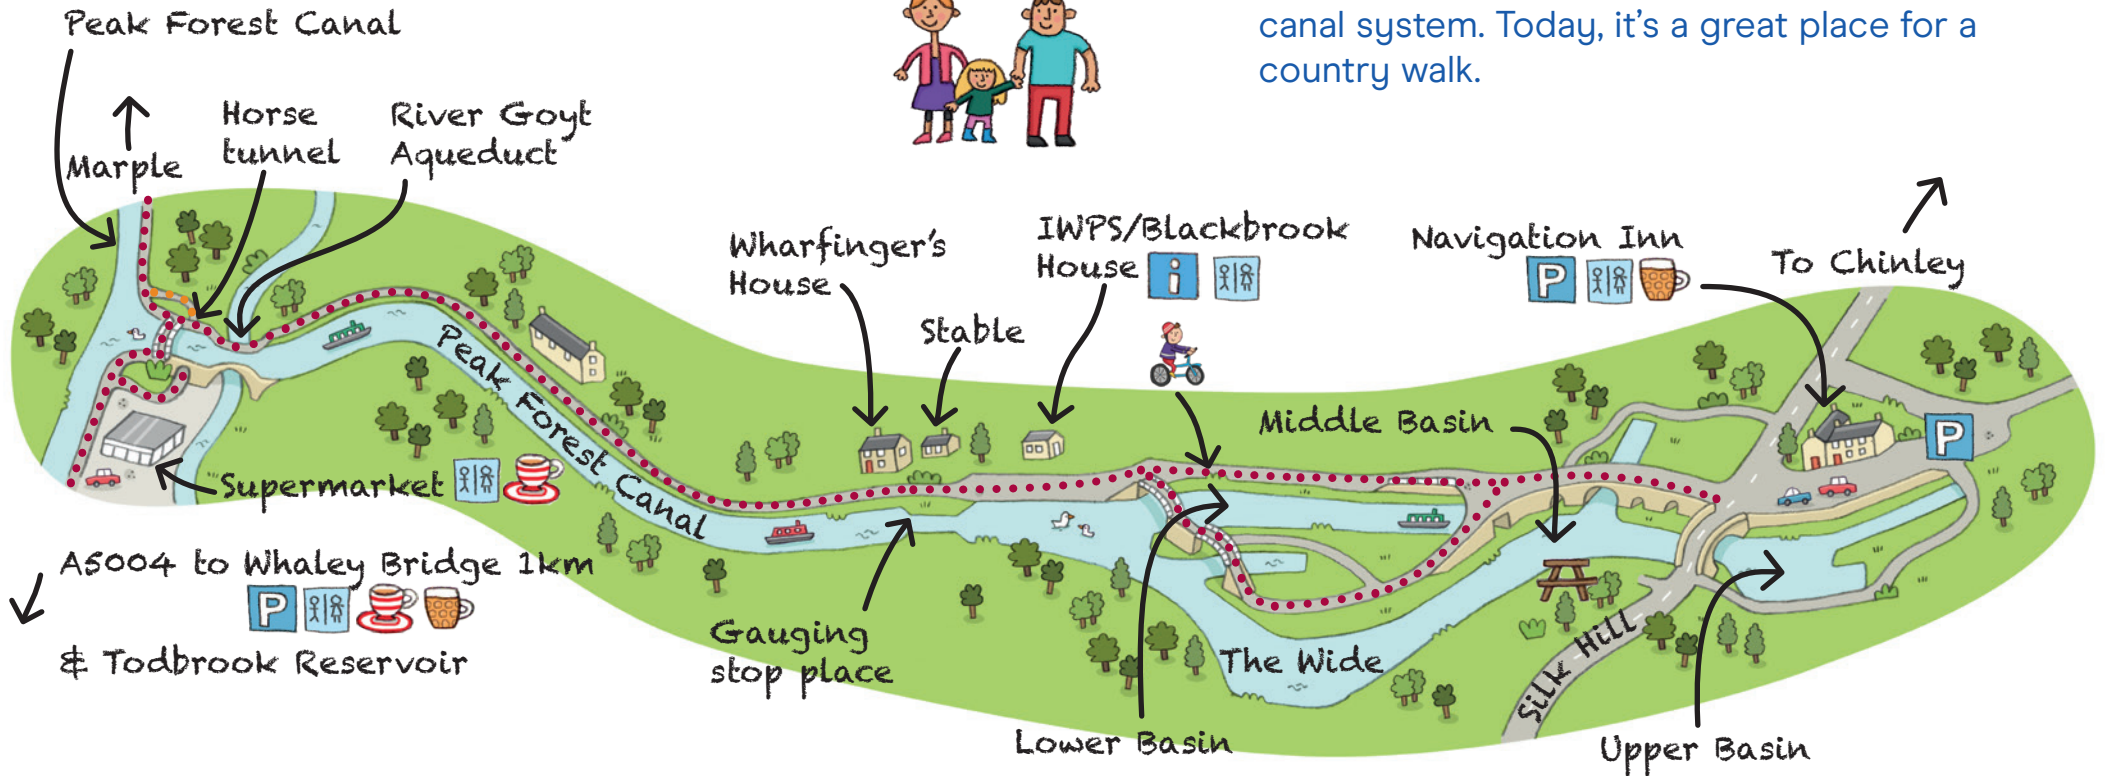 Peak Forest Canal
canal system. Today, it's a great place for a
country walk.
Marple
Horse
tunnel
River Goyt
Aqueduct
Wharfinger's
House
Stable
IWPS/Blackbrook
House
i
Navigation Inn
P
To Chinley
Peak Forest Canal
Middle Basin
P
Supermarket
A5004 to Whaley Bridge 1km
P
& Todbrook Reservoir
Gauging
stop place
The Wide
Silk Hill
Lower Basin
Upper Basin